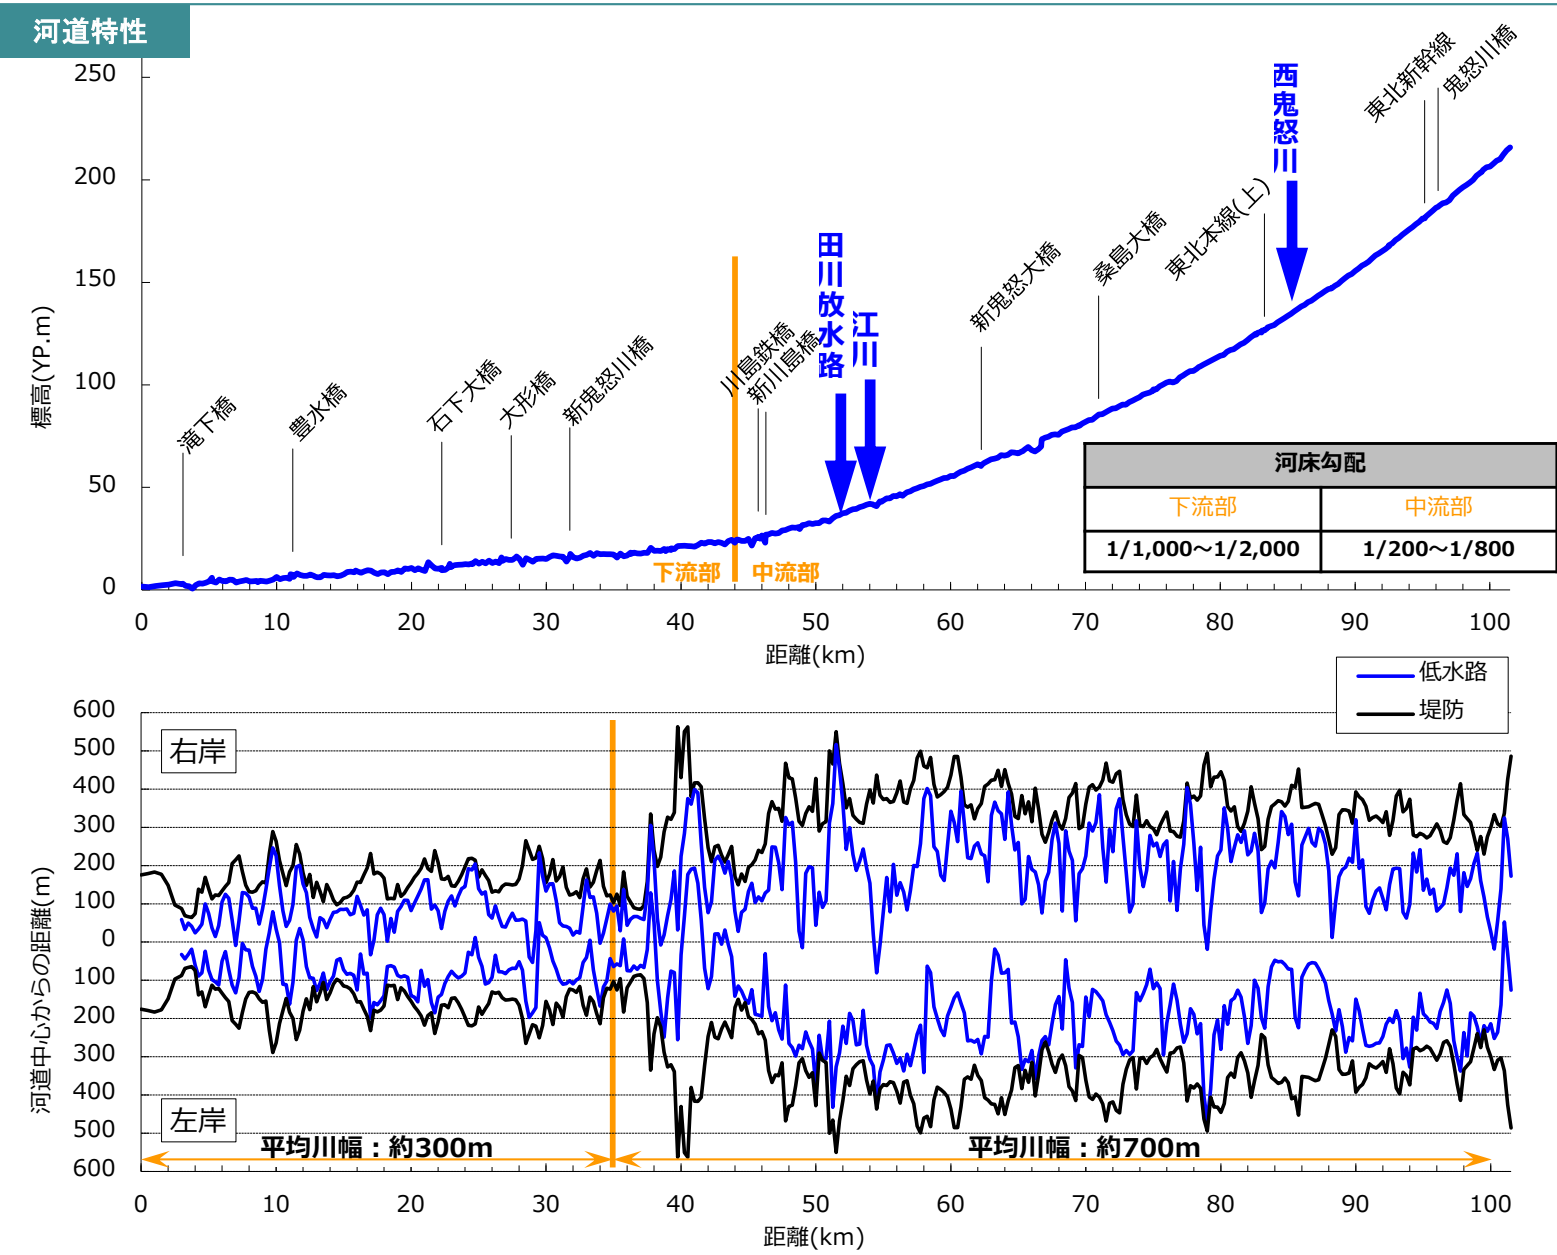 河道特性
250
200
150
100
50
0
標高(YP.m)
滝下橋
豊水橋
石下大橋
大形橋
新鬼怒川橋
川島鉄橋
新川島橋
田川放水路
江川
新鬼怒大橋
桑島大橋
東北本線(上)
西鬼怒川
東北新幹線
鬼怒川橋
下流部
中流部
河床勾配
下流部 中流部
1/1,000～1/2,000 1/200～1/800
0 10 20 30 40 50 60 70 80 90 100
距離(km)
低水路
堤防
600
500
400
300
200
100
0
100
200
300
400
500
600
河道中心からの距離(m)
右岸
左岸
平均川幅：約300m
平均川幅：約700m
0 10 20 30 40 50 60 70 80 90 100
距離(km)